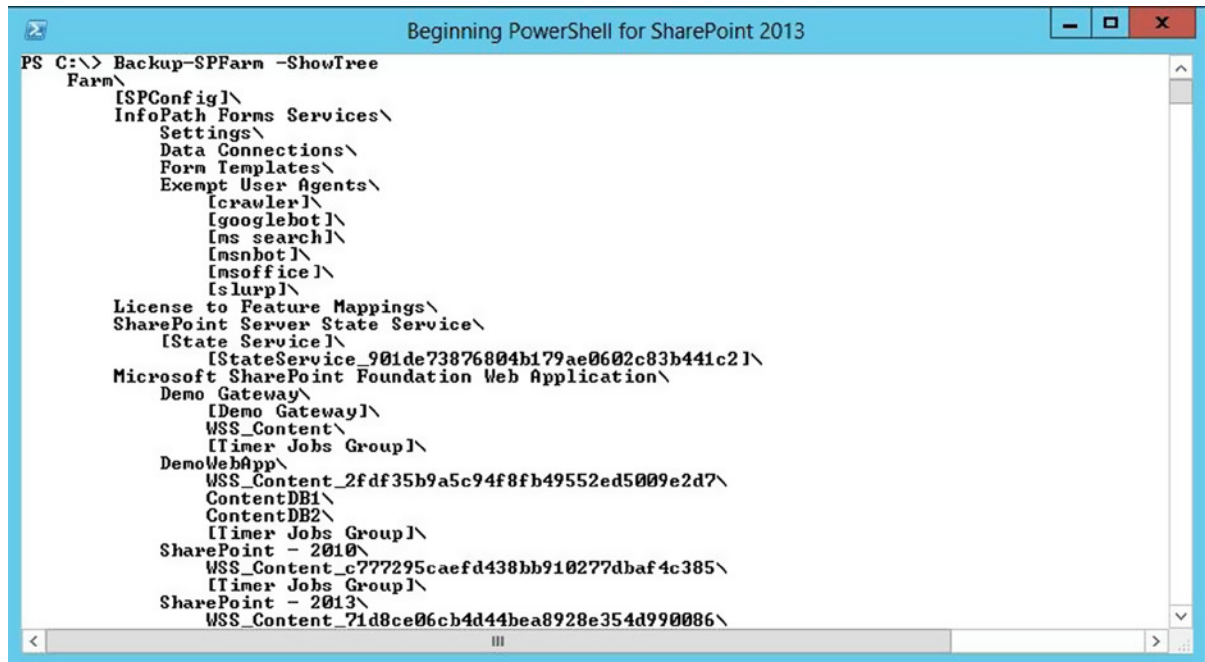 Beginning PowerShell for SharePoint 2013
PS C:\> Backup-SPFarm -ShowTree
Farm\
[SPConfig]\
InfoPath Forms Services\
Settings\
Data Connections\
Form Templates\
Exempt User Agents\
[crawler]\
[googlebot]\
[ms search]\
[msnbot]\
[msoffice]\
[slurp]\
License to Feature Mappings\
SharePoint Server State Service\
[State Service]\
[StateService_901de73876804b179ae0602c83b441c2]\
Microsoft SharePoint Foundation Web Application\
Demo Gateway\
[Demo Gateway]\
WSS_Content\
[Timer Jobs Group]\
DemoWebApp\
WSS_Content_2fdf35b9a5c94f8fb49552ed5009e2d7\
ContentDB1\
ContentDB2\
[Timer Jobs Group]\
SharePoint - 2010\
WSS_Content_c777295caefd438bb910277dbaf4c385\
[Timer Jobs Group]\
SharePoint - 2013\
WSS_Content_71d8ce06cb4d44bea8928e354d990086\